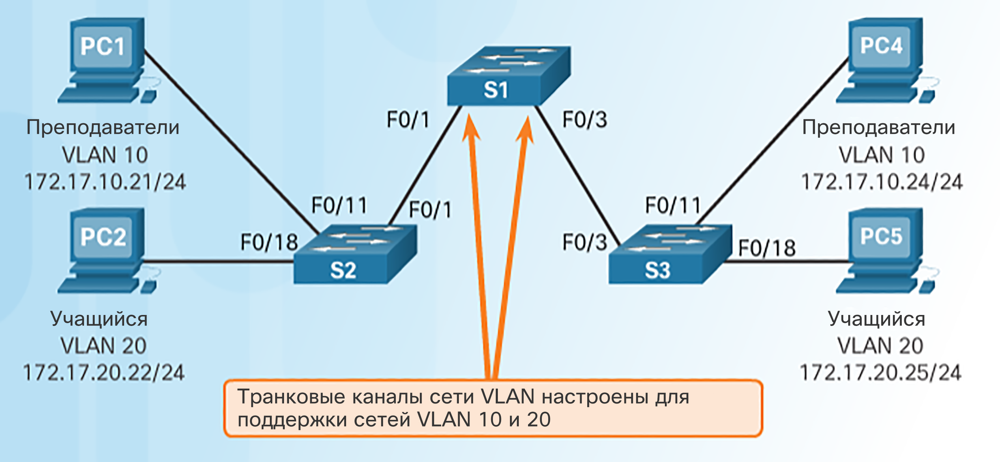 PC1
Преподаватели
VLAN 10
172.17.10.21/24
PC2
Учащийся
VLAN 20
172.17.20.22/24
F0/11
F0/1
F0/18
S2
F0/1
S1
F0/3
F0/3
S3
F0/11
F0/18
PC4
Преподаватели
VLAN 10
172.17.10.24/24
PC5
Учащийся
VLAN 20
172.17.20.25/24
Транковые каналы сети VLAN настроены для
поддержки сетей VLAN 10 и 20